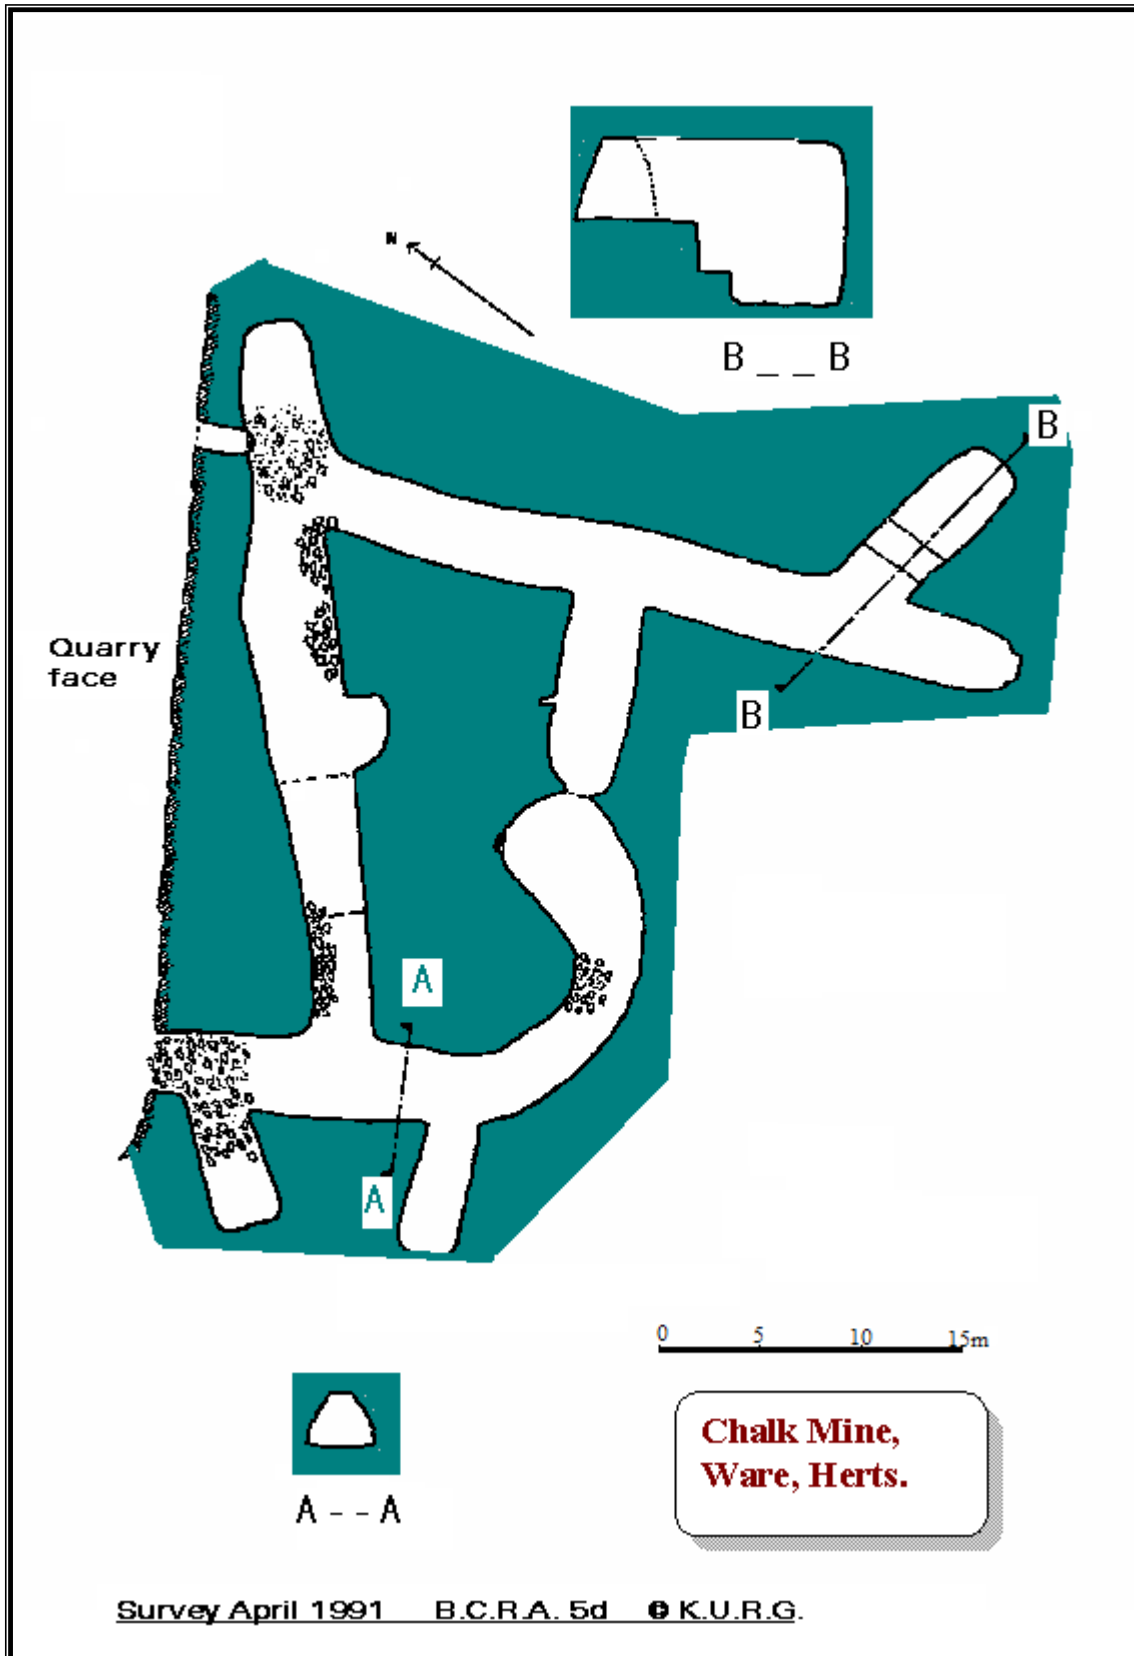 N
B _ _ B
B
Quarry
face
B
A
A
0 5 10 15m
Chalk Mine,
Ware, Herts.
A - - A
Survey April 1991 B.C.R.A. 5d © K.U.R.G.